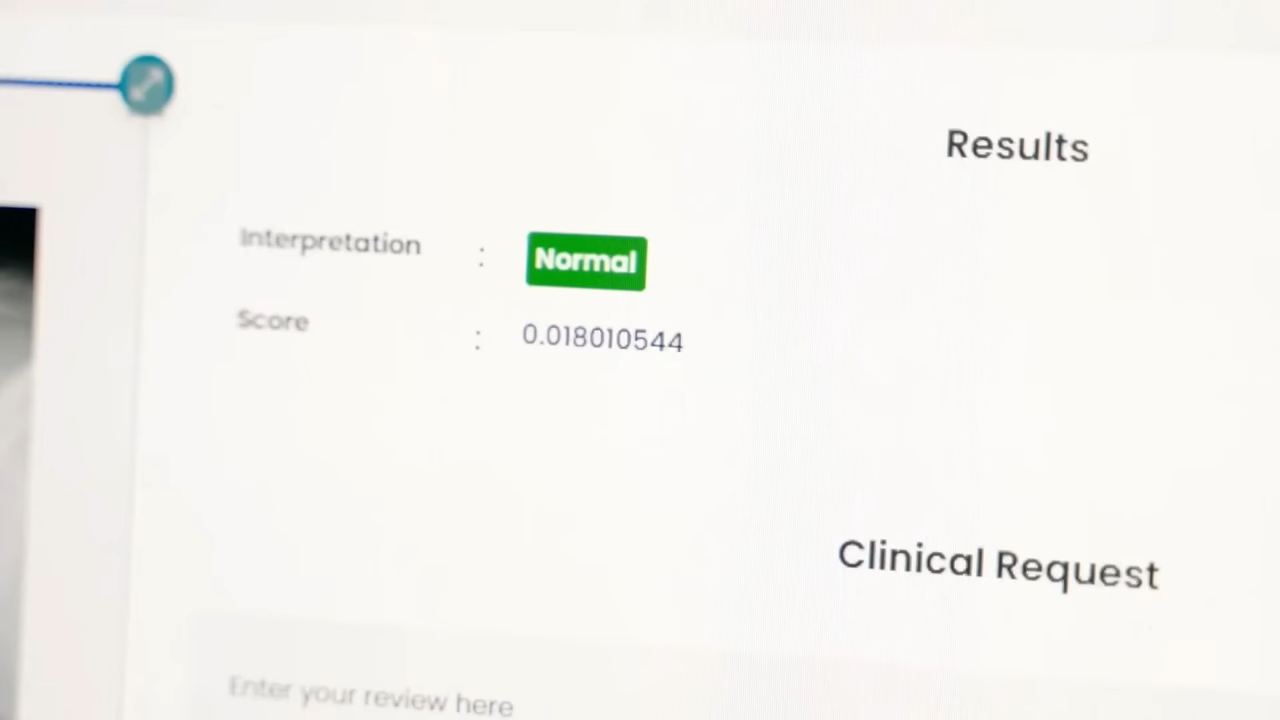 Results
Interpretation : Normal
Score : 0.018010544
Clinical Request
Enter your review here